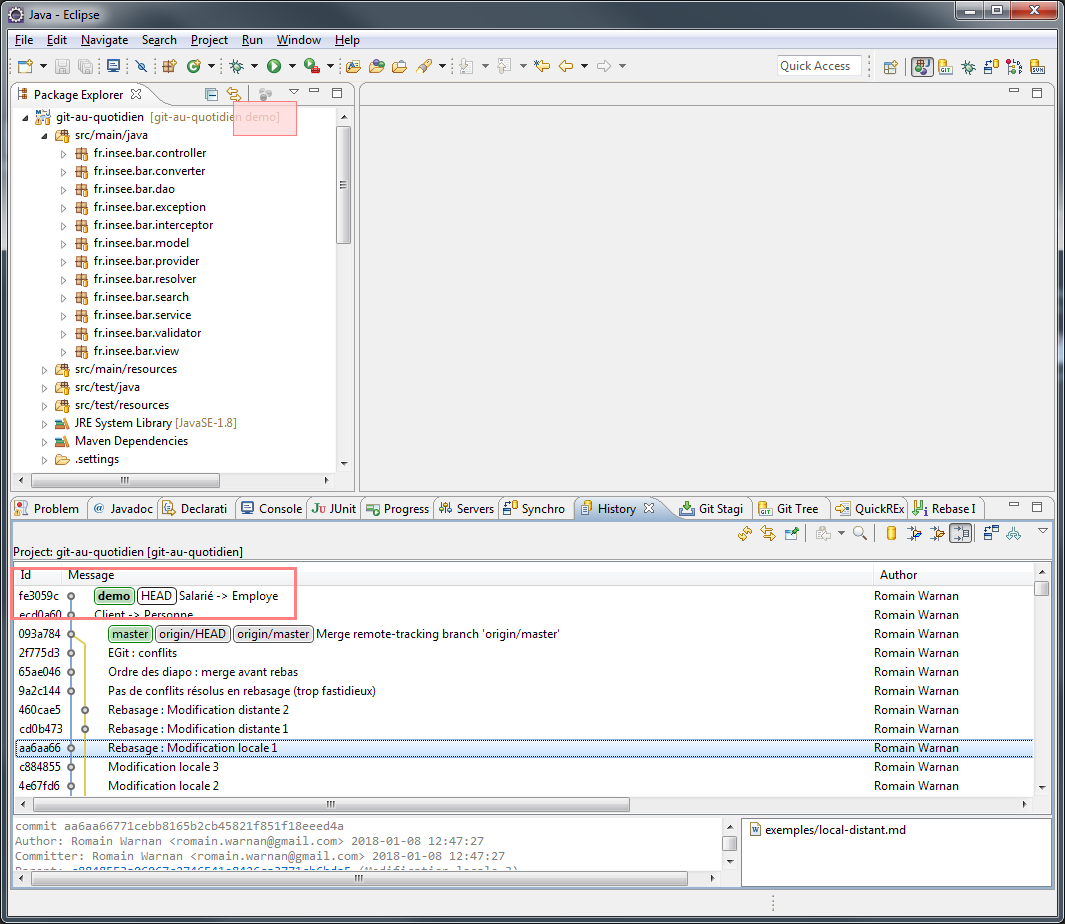 Java - Eclipse
File Edit Navigate Search Project Run Window Help
Quick Access
Package Explorer
git-au-quotidien [git-au-quotidien demo]
src/main/java
fr.insee.bar.controller
fr.insee.bar.converter
fr.insee.bar.dao
fr.insee.bar.exception
fr.insee.bar.interceptor
fr.insee.bar.model
fr.insee.bar.provider
fr.insee.bar.resolver
fr.insee.bar.search
fr.insee.bar.service
fr.insee.bar.validator
fr.insee.bar.view
src/main/resources
src/test/java
src/test/resources
JRE System Library [JavaSE-1.8]
Maven Dependencies
.settings
Problem @ Javadoc Declarati Console JUnit Progress Servers Synchro History Git Stagi Git Tree QuickREx Rebase I
Project: git-au-quotidien [git-au-quotidien]
Id Message Author
fe3059c demo HEAD Salarié -> Employe Romain Warnan
ecd0a60 Client -> Personne Romain Warnan
093a784 master origin/HEAD origin/master Merge remote-tracking branch 'origin/master' Romain Warnan
2f775d3 EGit : conflits Romain Warnan
65ae046 Ordre des diapo : merge avant rebas Romain Warnan
9a2c144 Pas de conflits résolus en rebasage (trop fastidieux) Romain Warnan
460cae5 Rebasage : Modification distante 2 Romain Warnan
cd0b473 Rebasage : Modification distante 1 Romain Warnan
aa6aa66 Rebasage : Modification locale 1 Romain Warnan
c884855 Modification locale 3 Romain Warnan
4e67fd6 Modification locale 2 Romain Warnan
commit aa6aa66771cebb8165b2cb45821f851f18eeed4a
Author: Romain Warnan <romain.warnan@gmail.com> 2018-01-08 12:47:27
Committer: Romain Warnan <romain.warnan@gmail.com> 2018-01-08 12:47:27
exemples/local-distant.md